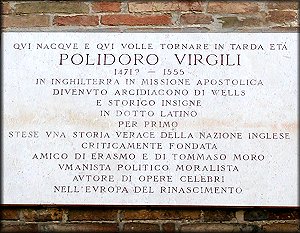 QVI NACQVE E QVI VOLLE TORNARE IN TARDA ETÁ
POLIDORO VIRGILI
1471? - 1555
IN INGHILTERRA IN MISSIONE APOSTOLICA
DIVENVTO ARCIDIACONO DI WELLS
E STORICO INSIGNE
IN DOTTO LATINO
PER PRIMO
STESE VNA STORIA VERACE DELLA NAZIONE INGLESE
CRITICAMENTE FONDATA
AMICO DI ERASMO E DI TOMMASO MORO
VMANISTA POLITICO MORALISTA
AVTORE DI OPERE CELEBRI
NELL'EVROPA DEL RINASCIMENTO